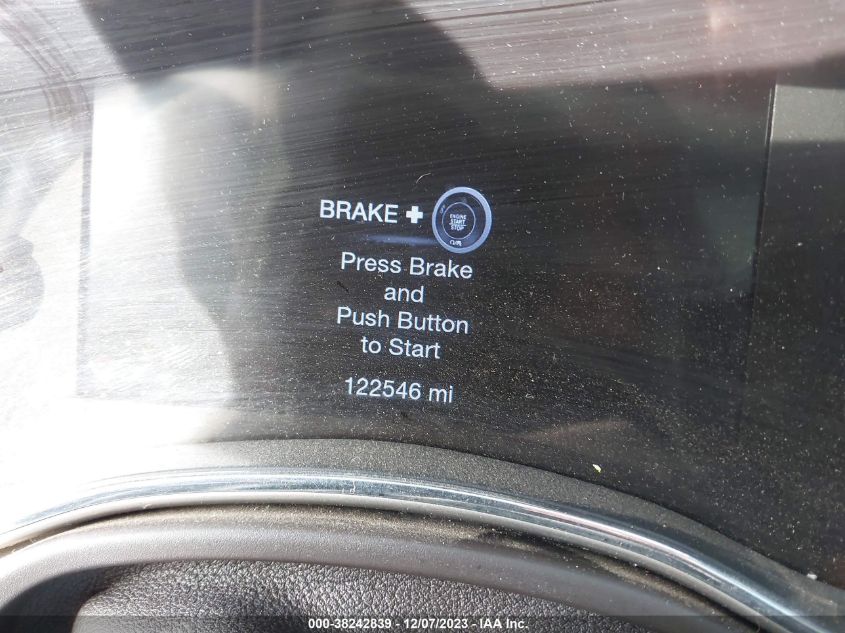 BRAKE +
ENGINE
START
STOP
Press Brake
and
Push Button
to Start
122546 mi
000-38242839 - 12/07/2023 - IAA Inc.